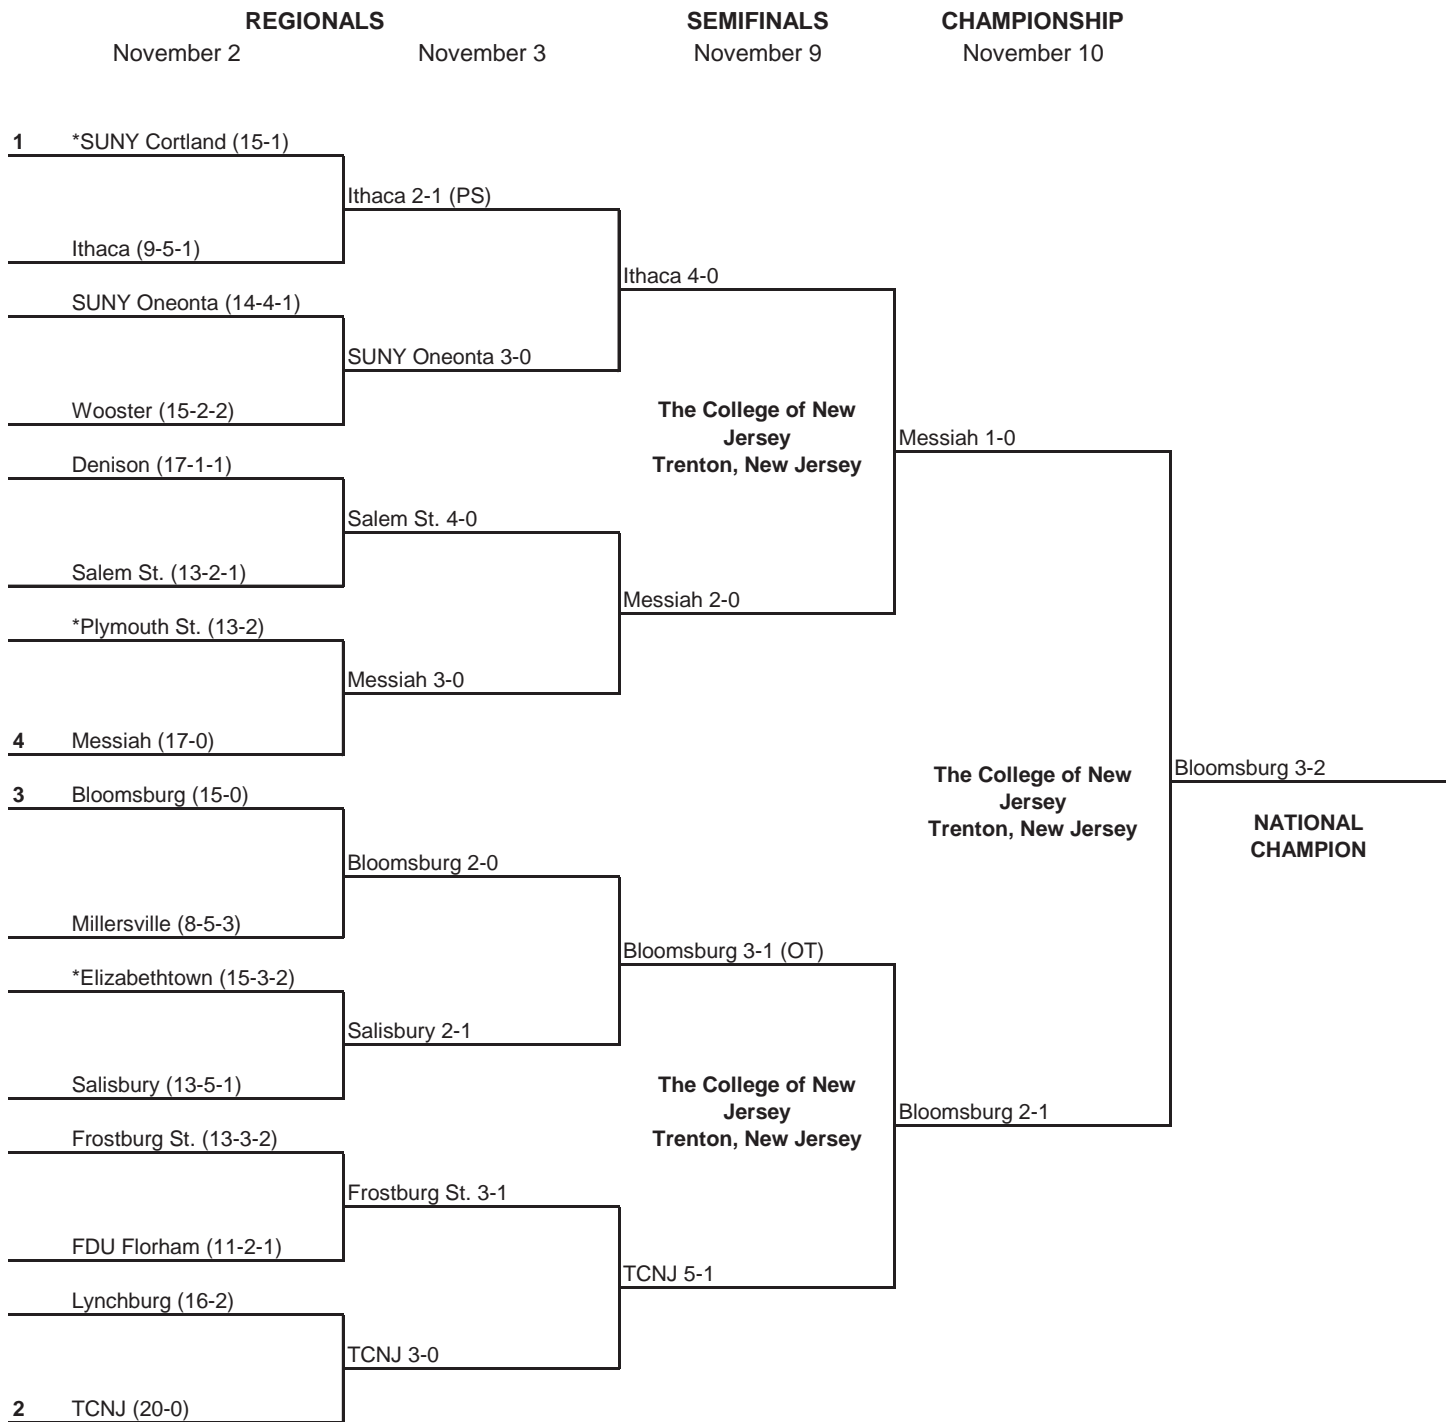 REGIONALS
SEMIFINALS
CHAMPIONSHIP
November 2
November 3
November 9
November 10
1 *SUNY Cortland (15-1)
Ithaca 2-1 (PS)
Ithaca (9-5-1)
Ithaca 4-0
SUNY Oneonta (14-4-1)
SUNY Oneonta 3-0
Wooster (15-2-2)
The College of New
Jersey
Trenton, New Jersey
Messiah 1-0
Denison (17-1-1)
Salem St. 4-0
Salem St. (13-2-1)
Messiah 2-0
*Plymouth St. (13-2)
Messiah 3-0
4 Messiah (17-0)
The College of New
Jersey
Trenton, New Jersey
Bloomsburg 3-2
NATIONAL
CHAMPION
3 Bloomsburg (15-0)
Bloomsburg 2-0
Millersville (8-5-3)
Bloomsburg 3-1 (OT)
*Elizabethtown (15-3-2)
Salisbury 2-1
Salisbury (13-5-1)
The College of New
Jersey
Trenton, New Jersey
Bloomsburg 2-1
Frostburg St. (13-3-2)
Frostburg St. 3-1
FDU Florham (11-2-1)
TCNJ 5-1
Lynchburg (16-2)
TCNJ 3-0
2 TCNJ (20-0)